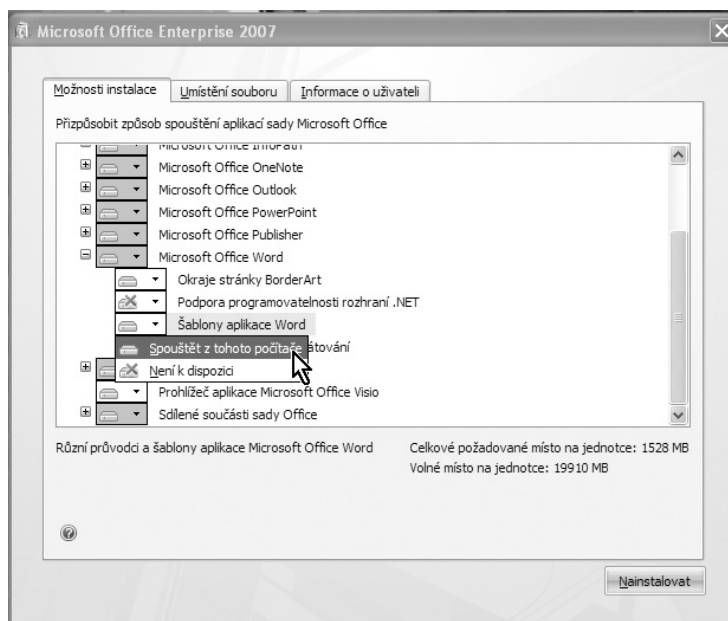 Microsoft Office Enterprise 2007
Možnosti instalace
Umístění souboru
Informace o uživateli
Přizpůsobit způsob spouštění aplikací sady Microsoft Office
Microsoft Office InfoPath
Microsoft Office OneNote
Microsoft Office Outlook
Microsoft Office PowerPoint
Microsoft Office Publisher
Microsoft Office Word
Okraje stránky BorderArt
Podpora programovatelnosti rozhraní .NET
Šablony aplikace Word
Spouštět z tohoto počítače
Není k dispozici
Prohlížeč aplikace Microsoft Office Visio
Sdílené součásti sady Office
Různí průvodci a šablony aplikace Microsoft Office Word
Celkové požadované místo na jednotce: 1528 MB
Volné místo na jednotce: 19910 MB
Nainstalovat